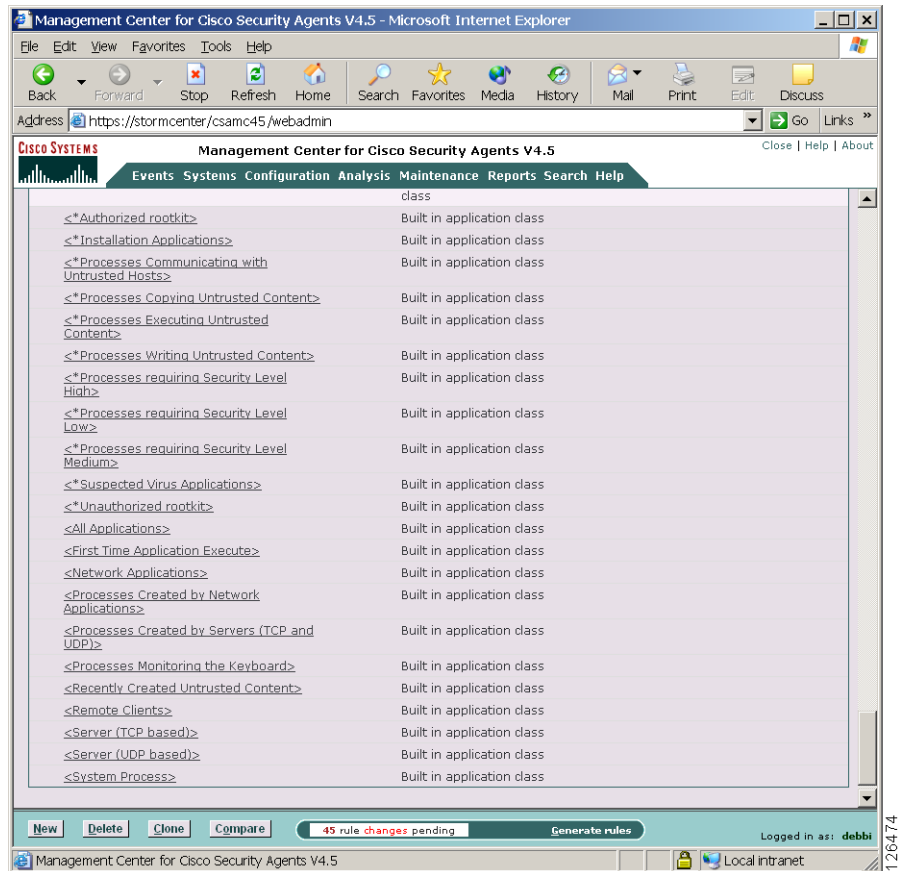 Management Center for Cisco Security Agents V4.5 - Microsoft Internet Explorer
File Edit View Favorites Tools Help
Back Forward Stop Refresh Home Search Favorites Media History Mail Print Edit Discuss
Address https://stormcenter/csamc45/webadmin Go Links »
CISCO SYSTEMS
Management Center for Cisco Security Agents V4.5
Close | Help | About
Events Systems Configuration Analysis Maintenance Reports Search Help
class
<*Authorized rootkit> Built in application class
<*Installation Applications> Built in application class
<*Processes Communicating with Built in application class
Untrusted Hosts>
<*Processes Copying Untrusted Content> Built in application class
<*Processes Executing Untrusted Built in application class
Content>
<*Processes Writing Untrusted Content> Built in application class
<*Processes requiring Security Level Built in application class
High>
<*Processes requiring Security Level Built in application class
Low>
<*Processes requiring Security Level Built in application class
Medium>
<*Suspected Virus Applications> Built in application class
<*Unauthorized rootkit> Built in application class
<All Applications> Built in application class
<First Time Application Execute> Built in application class
<Network Applications> Built in application class
<Processes Created by Network Built in application class
Applications>
<Processes Created by Servers (TCP and Built in application class
UDP)>
<Processes Monitoring the Keyboard> Built in application class
<Recently Created Untrusted Content> Built in application class
<Remote Clients> Built in application class
<Server (TCP based)> Built in application class
<Server (UDP based)> Built in application class
<System Process> Built in application class
New Delete Clone Compare 45 rule changes pending Generate rules
Logged in as: debbi
Management Center for Cisco Security Agents V4.5 Local intranet
126474